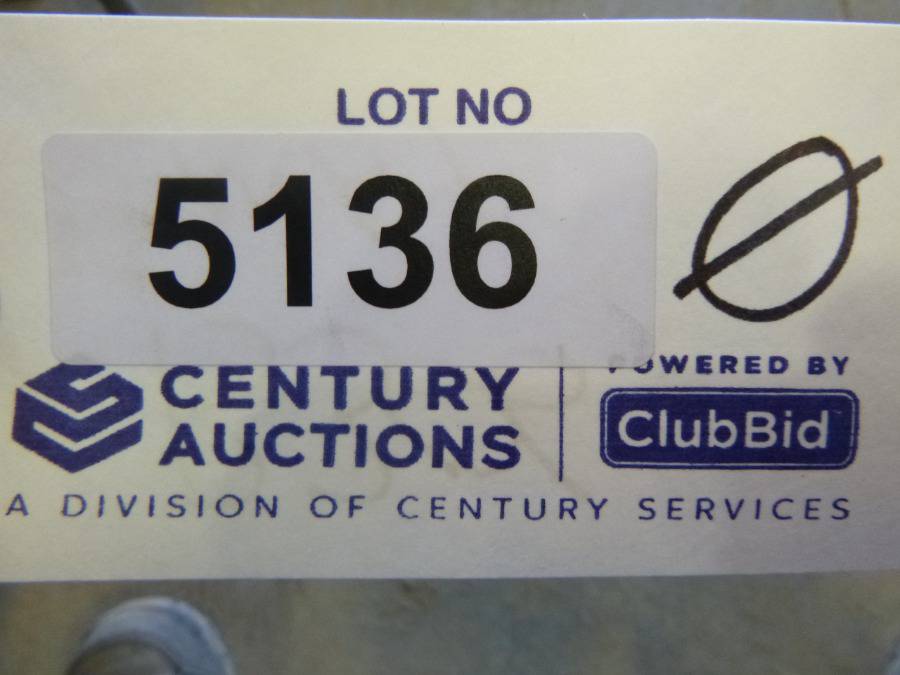 LOT NO
5136 Ø
CENTURY
AUCTIONS
POWERED BY
ClubBid
A DIVISION OF CENTURY SERVICES